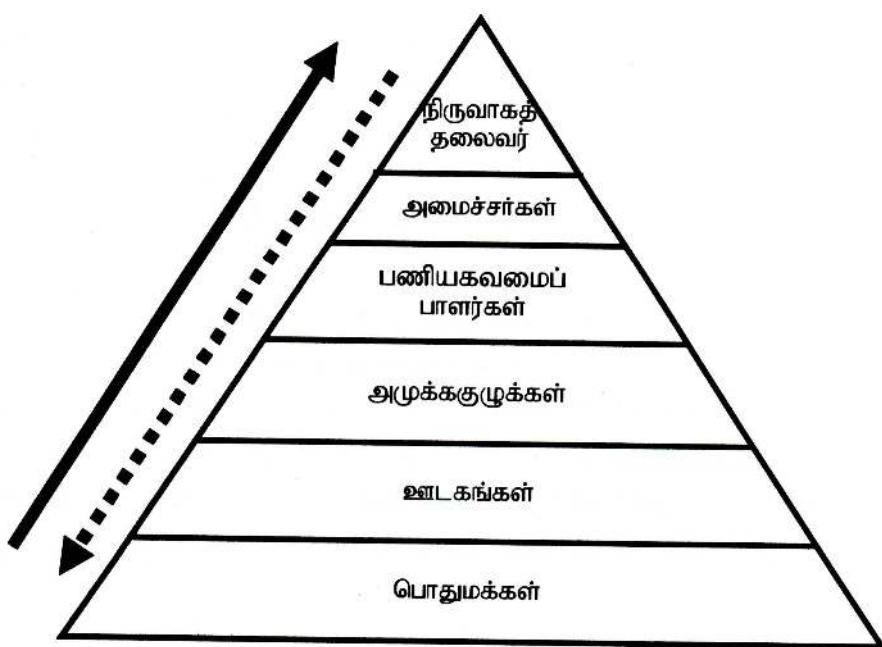 நிருவாகத்
தலைவர்
அமைச்சர்கள்
பணியகவமைப்
பாளர்கள்
அமுக்ககுழுக்கள்
ஊடகங்கள்
பொதுமக்கள்